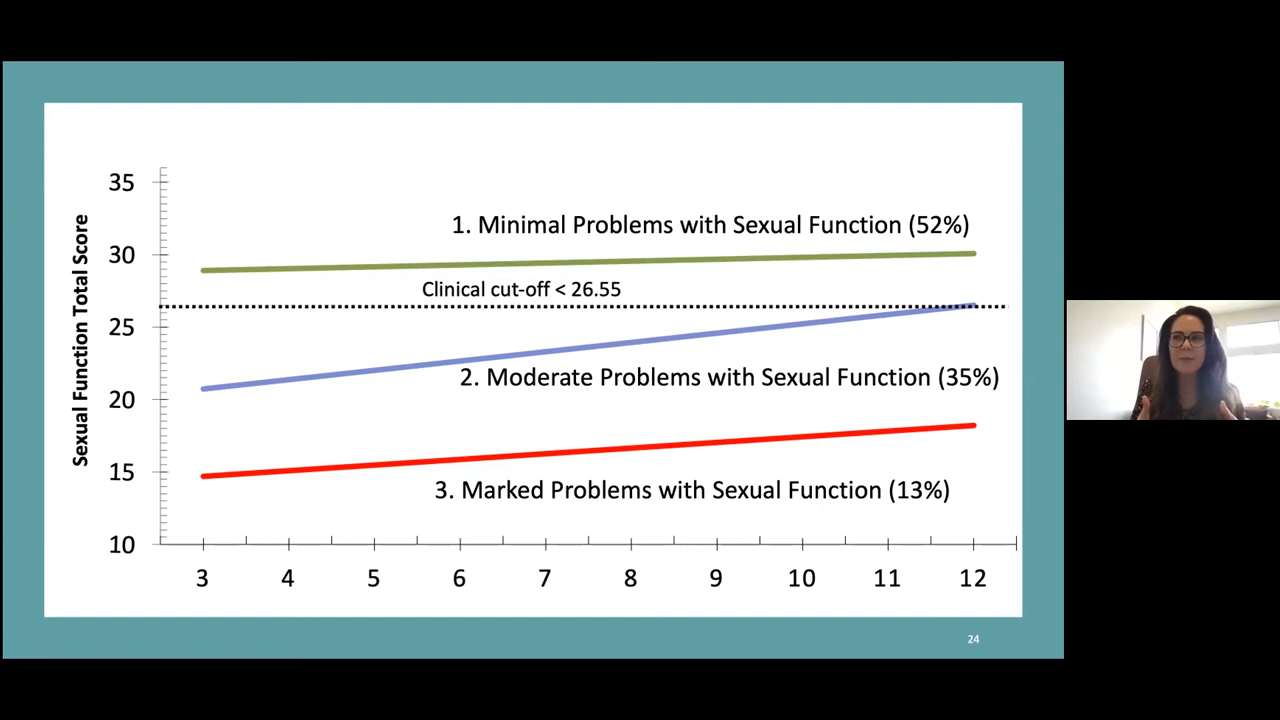 35
1. Minimal Problems with Sexual Function (52%)
30
Clinical cut-off < 26.55
25
2. Moderate Problems with Sexual Function (35%)
20
15
3. Marked Problems with Sexual Function (13%)
10
Sexual Function Total Score
3 4 5 6 7 8 9 10 11 12
24